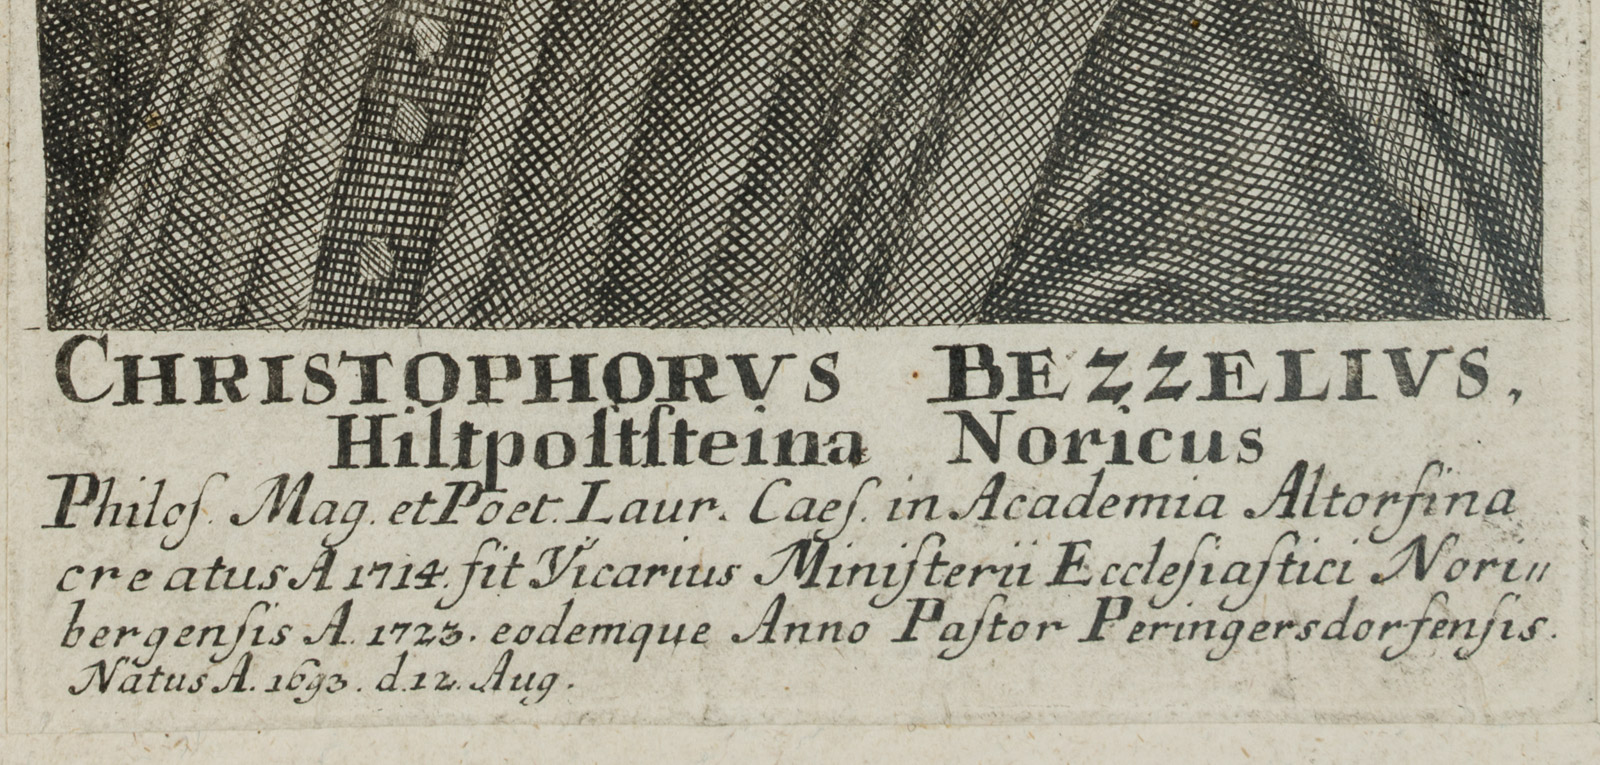 CHRISTOPHORVS BEZZELIVS,
Hiltpoltſteina Noricus
Philoſ. Mag. et Poet. Laur. Caeſ. in Academia Altorfina
creatus A 1714. fit Vicarius Miniſterii Eccleſiaſtici Nori〃
bergenſis A. 1723. eodemque Anno Paſtor Peringersdorfenſis.
Natus A. 1693. d. 12. Aug.